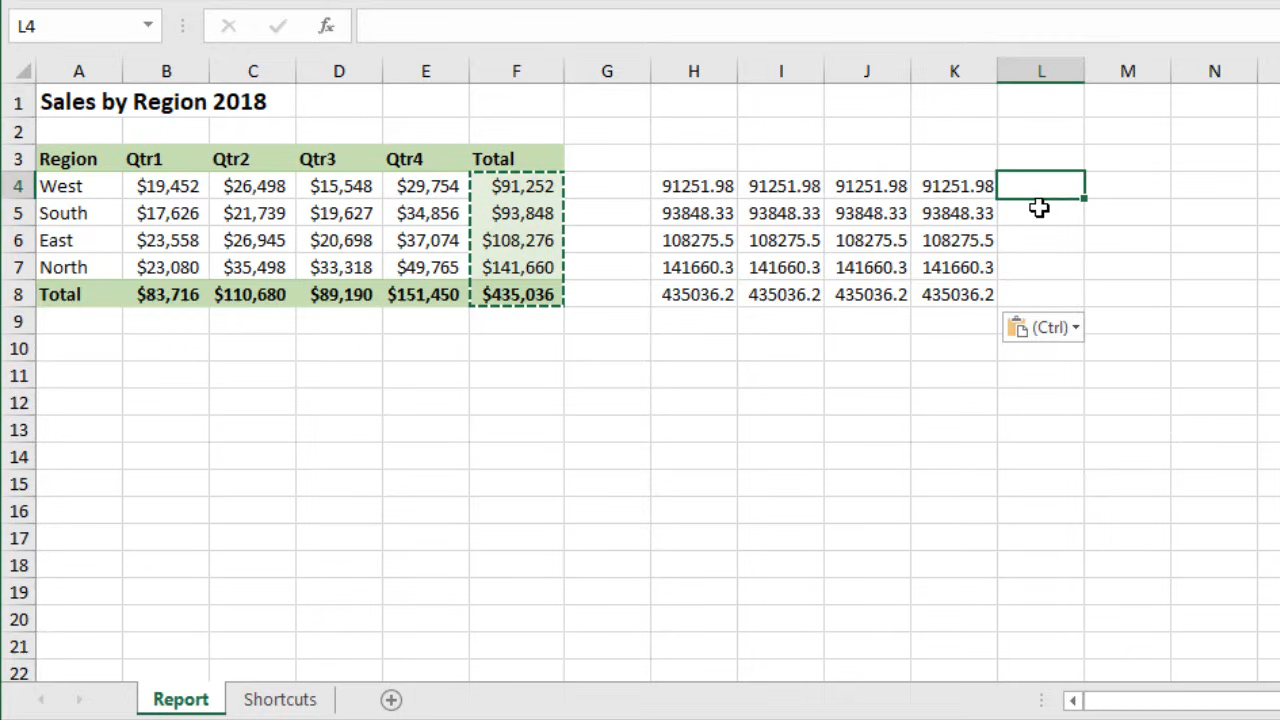 L4 fx
A B C D E F G H I J K L M N
1 Sales by Region 2018
2
3 Region Qtr1 Qtr2 Qtr3 Qtr4 Total
4 West $19,452 $26,498 $15,548 $29,754 $91,252 91251.98 91251.98 91251.98 91251.98
5 South $17,626 $21,739 $19,627 $34,856 $93,848 93848.33 93848.33 93848.33 93848.33
6 East $23,558 $26,945 $20,698 $37,074 $108,276 108275.5 108275.5 108275.5 108275.5
7 North $23,080 $35,498 $33,318 $49,765 $141,660 141660.3 141660.3 141660.3 141660.3
8 Total $83,716 $110,680 $89,190 $151,450 $435,036 435036.2 435036.2 435036.2 435036.2
9 (Ctrl)
10
11
12
13
14
15
16
17
18
19
20
21
22
Report Shortcuts